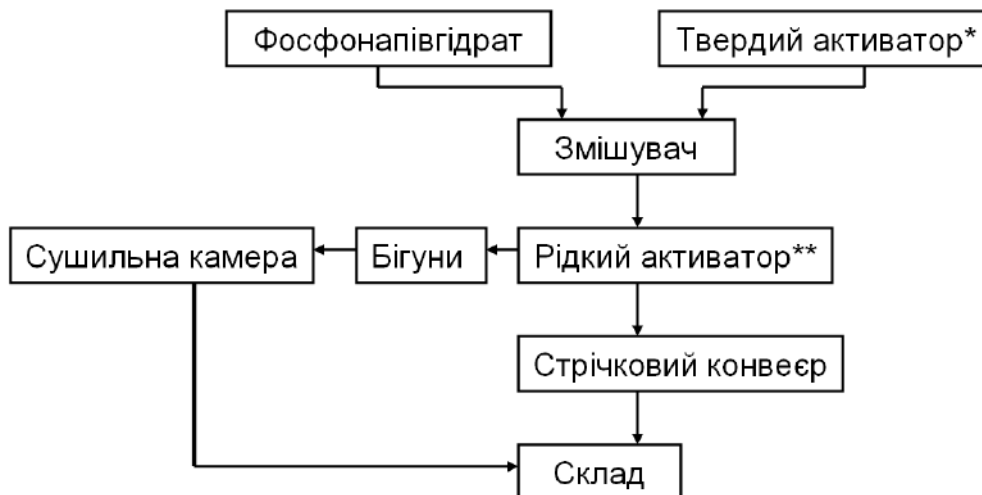 Фосфонапівгідрат
Твердий активатор*
Змішувач
Сушильна камера
Бігуни
Рідкий активатор**
Стрічковий конвеєр
Склад